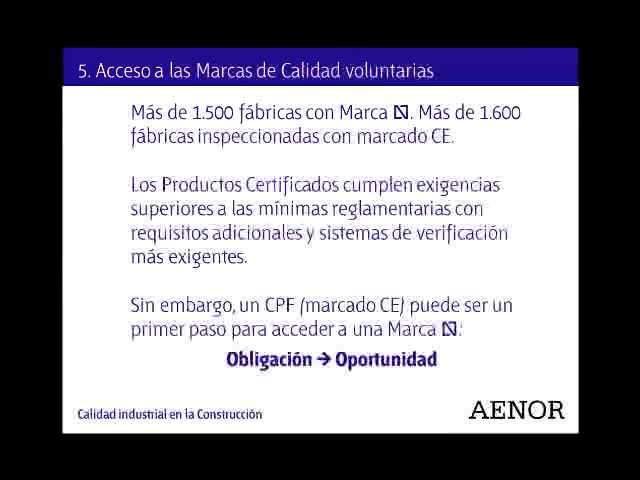 5. Acceso a las Marcas de Calidad voluntarias
Más de 1.500 fábricas con Marca N. Más de 1.600
fábricas inspeccionadas con marcado CE.
Los Productos Certificados cumplen exigencias
superiores a las mínimas reglamentarias con
requisitos adicionales y sistemas de verificación
más exigentes.
Sin embargo, un CPF (marcado CE) puede ser un
primer paso para acceder a una Marca N:
Obligación → Oportunidad
Calidad industrial en la Construcción
AENOR